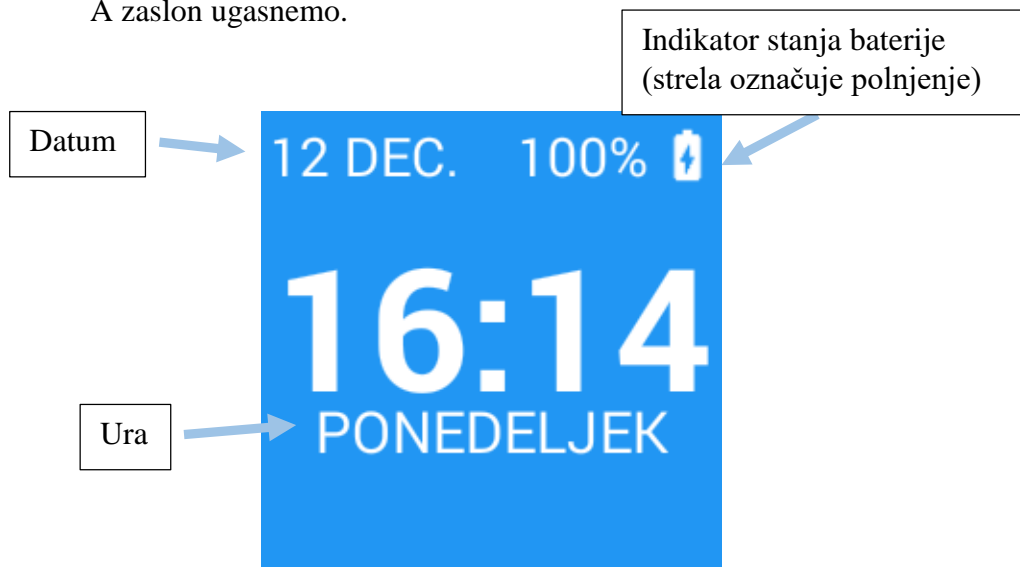 A zaslon ugasnemo.
Indikator stanja baterije
(strela označuje polnjenje)
Datum
12 DEC. 100%
16:14
Ura
PONEDELJEK